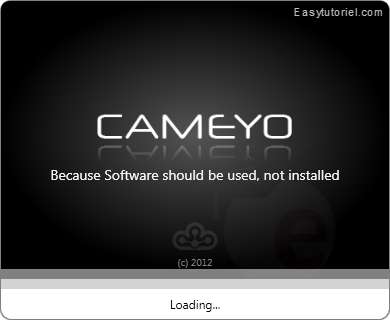 Easytutoriel.com
CAMEYO
Because Software should be used, not installed
(c) 2012
Loading...